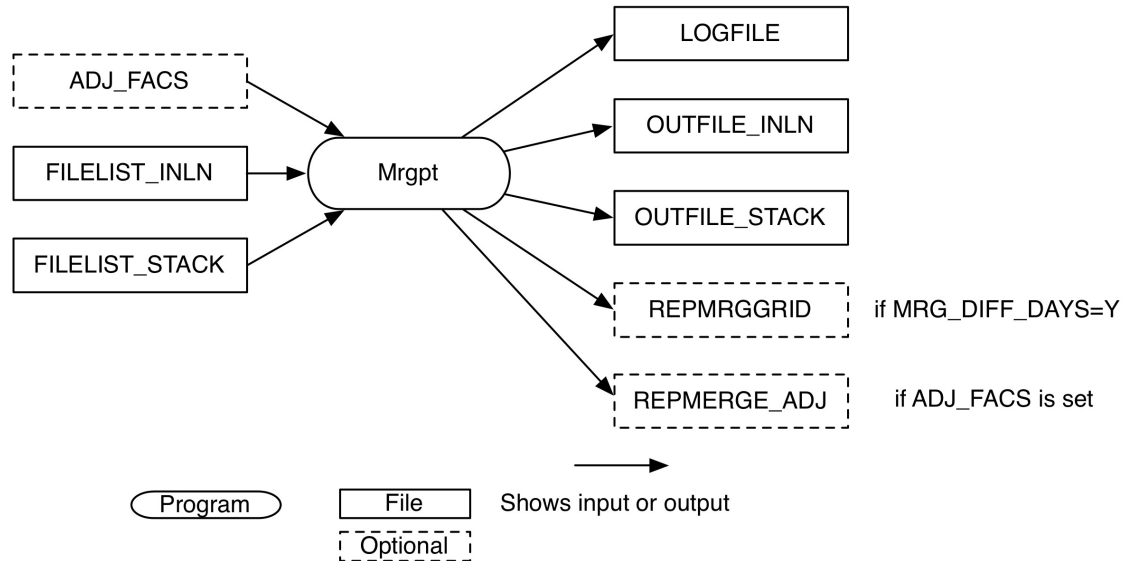 LOGFILE
ADJ_FACS
OUTFILE_INLN
FILELIST_INLN
Mrgpt
OUTFILE_STACK
FILELIST_STACK
REPMRGGRID
if MRG_DIFF_DAYS=Y
REPMERGE_ADJ
if ADJ_FACS is set
Program
File
Shows input or output
Optional